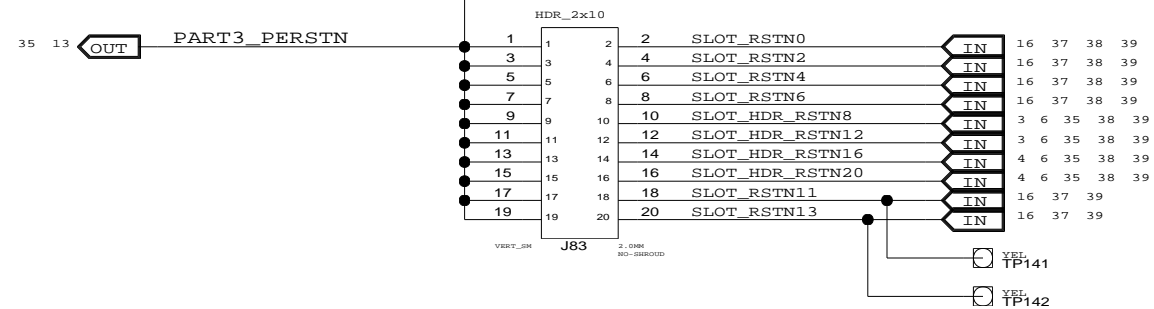 HDR_2x10
35 13 OUT PART3_PERSTN
1 1 2 2 SLOT_RSTN0 IN 16 37 38 39
3 3 4 4 SLOT_RSTN2 IN 16 37 38 39
5 5 6 6 SLOT_RSTN4 IN 16 37 38 39
7 7 8 8 SLOT_RSTN6 IN 16 37 38 39
9 9 10 10 SLOT_HDR_RSTN8 IN 3 6 35 38 39
11 11 12 12 SLOT_HDR_RSTN12 IN 3 6 35 38 39
13 13 14 14 SLOT_HDR_RSTN16 IN 4 6 35 38 39
15 15 16 16 SLOT_HDR_RSTN20 IN 4 6 35 38 39
17 17 18 18 SLOT_RSTN11 IN 16 37 39
19 19 20 20 SLOT_RSTN13 IN 16 37 39
VERT_SM J83 2.0MM
NO-SHROUD
YEL
TP141
YEL
TP142